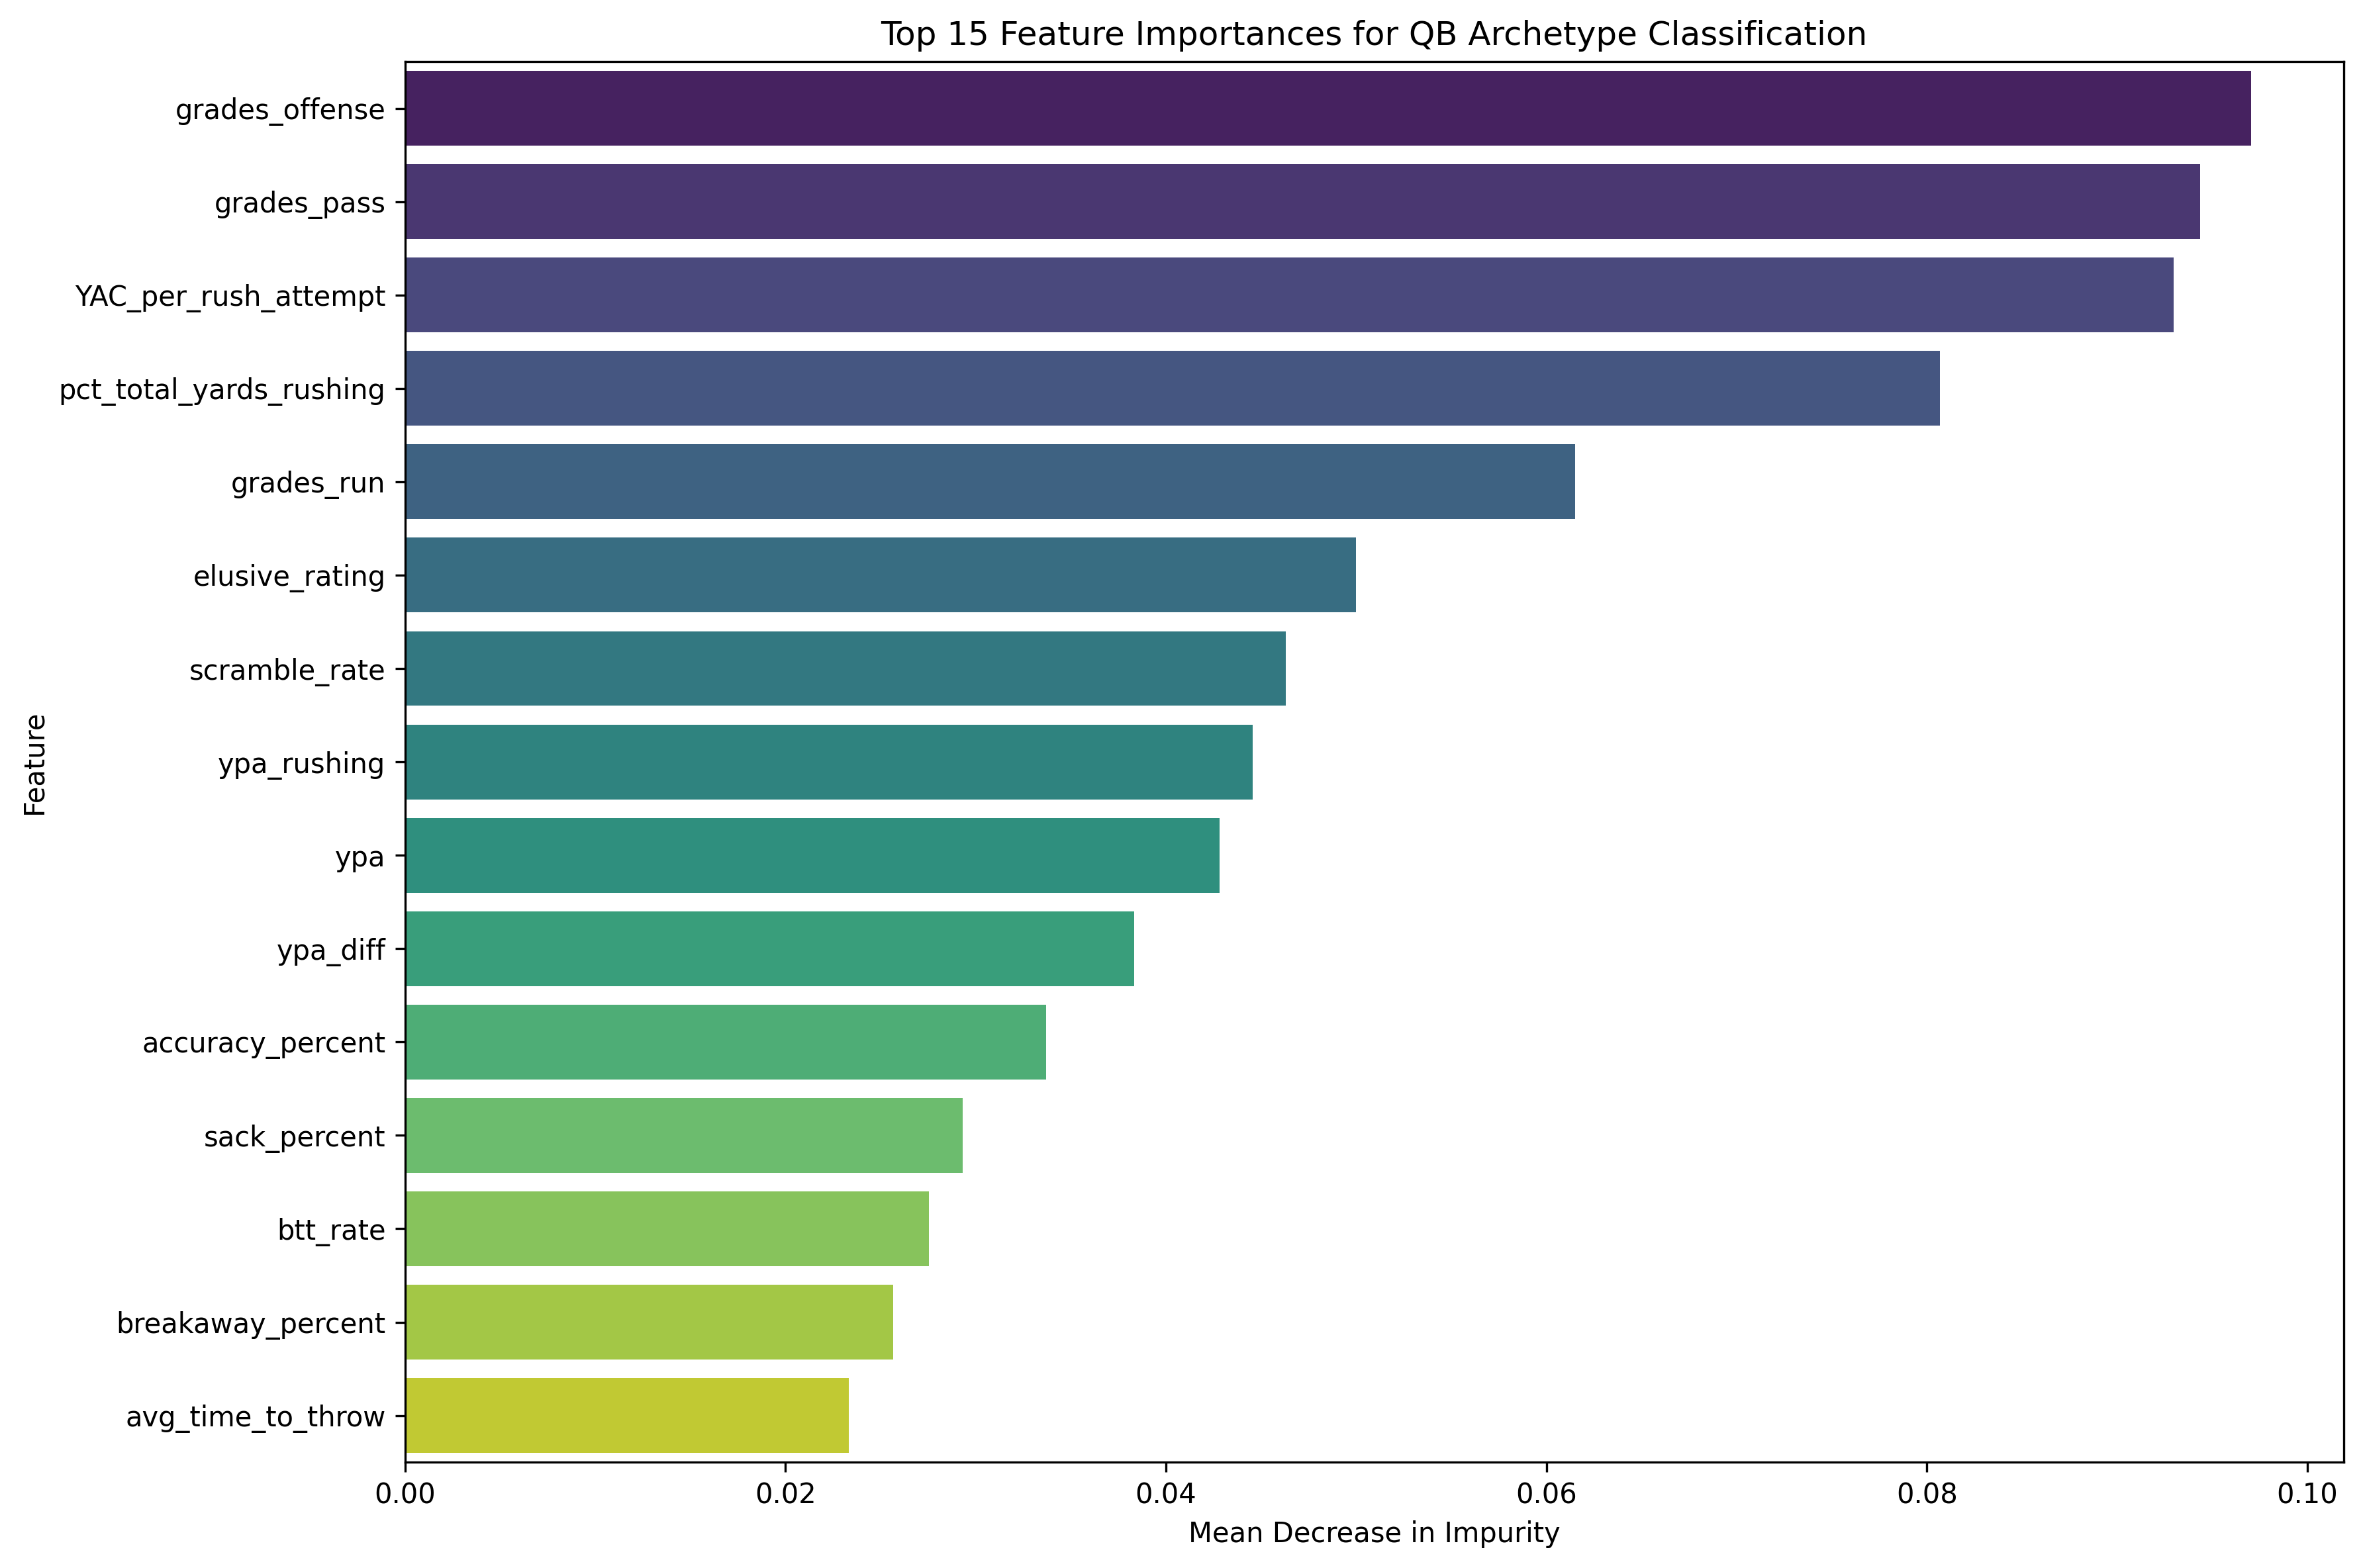 Top 15 Feature Importances for QB Archetype Classification
Feature
grades_offense
grades_pass
YAC_per_rush_attempt
pct_total_yards_rushing
grades_run
elusive_rating
scramble_rate
ypa_rushing
ypa
ypa_diff
accuracy_percent
sack_percent
btt_rate
breakaway_percent
avg_time_to_throw
0.00 0.02 0.04 0.06 0.08 0.10
Mean Decrease in Impurity